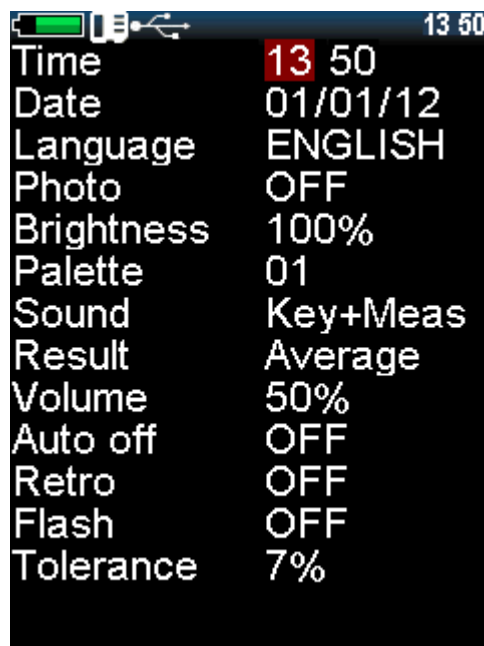 13 50
Time 13 50
Date 01/01/12
Language ENGLISH
Photo OFF
Brightness 100%
Palette 01
Sound Key+Meas
Result Average
Volume 50%
Auto off OFF
Retro OFF
Flash OFF
Tolerance 7%